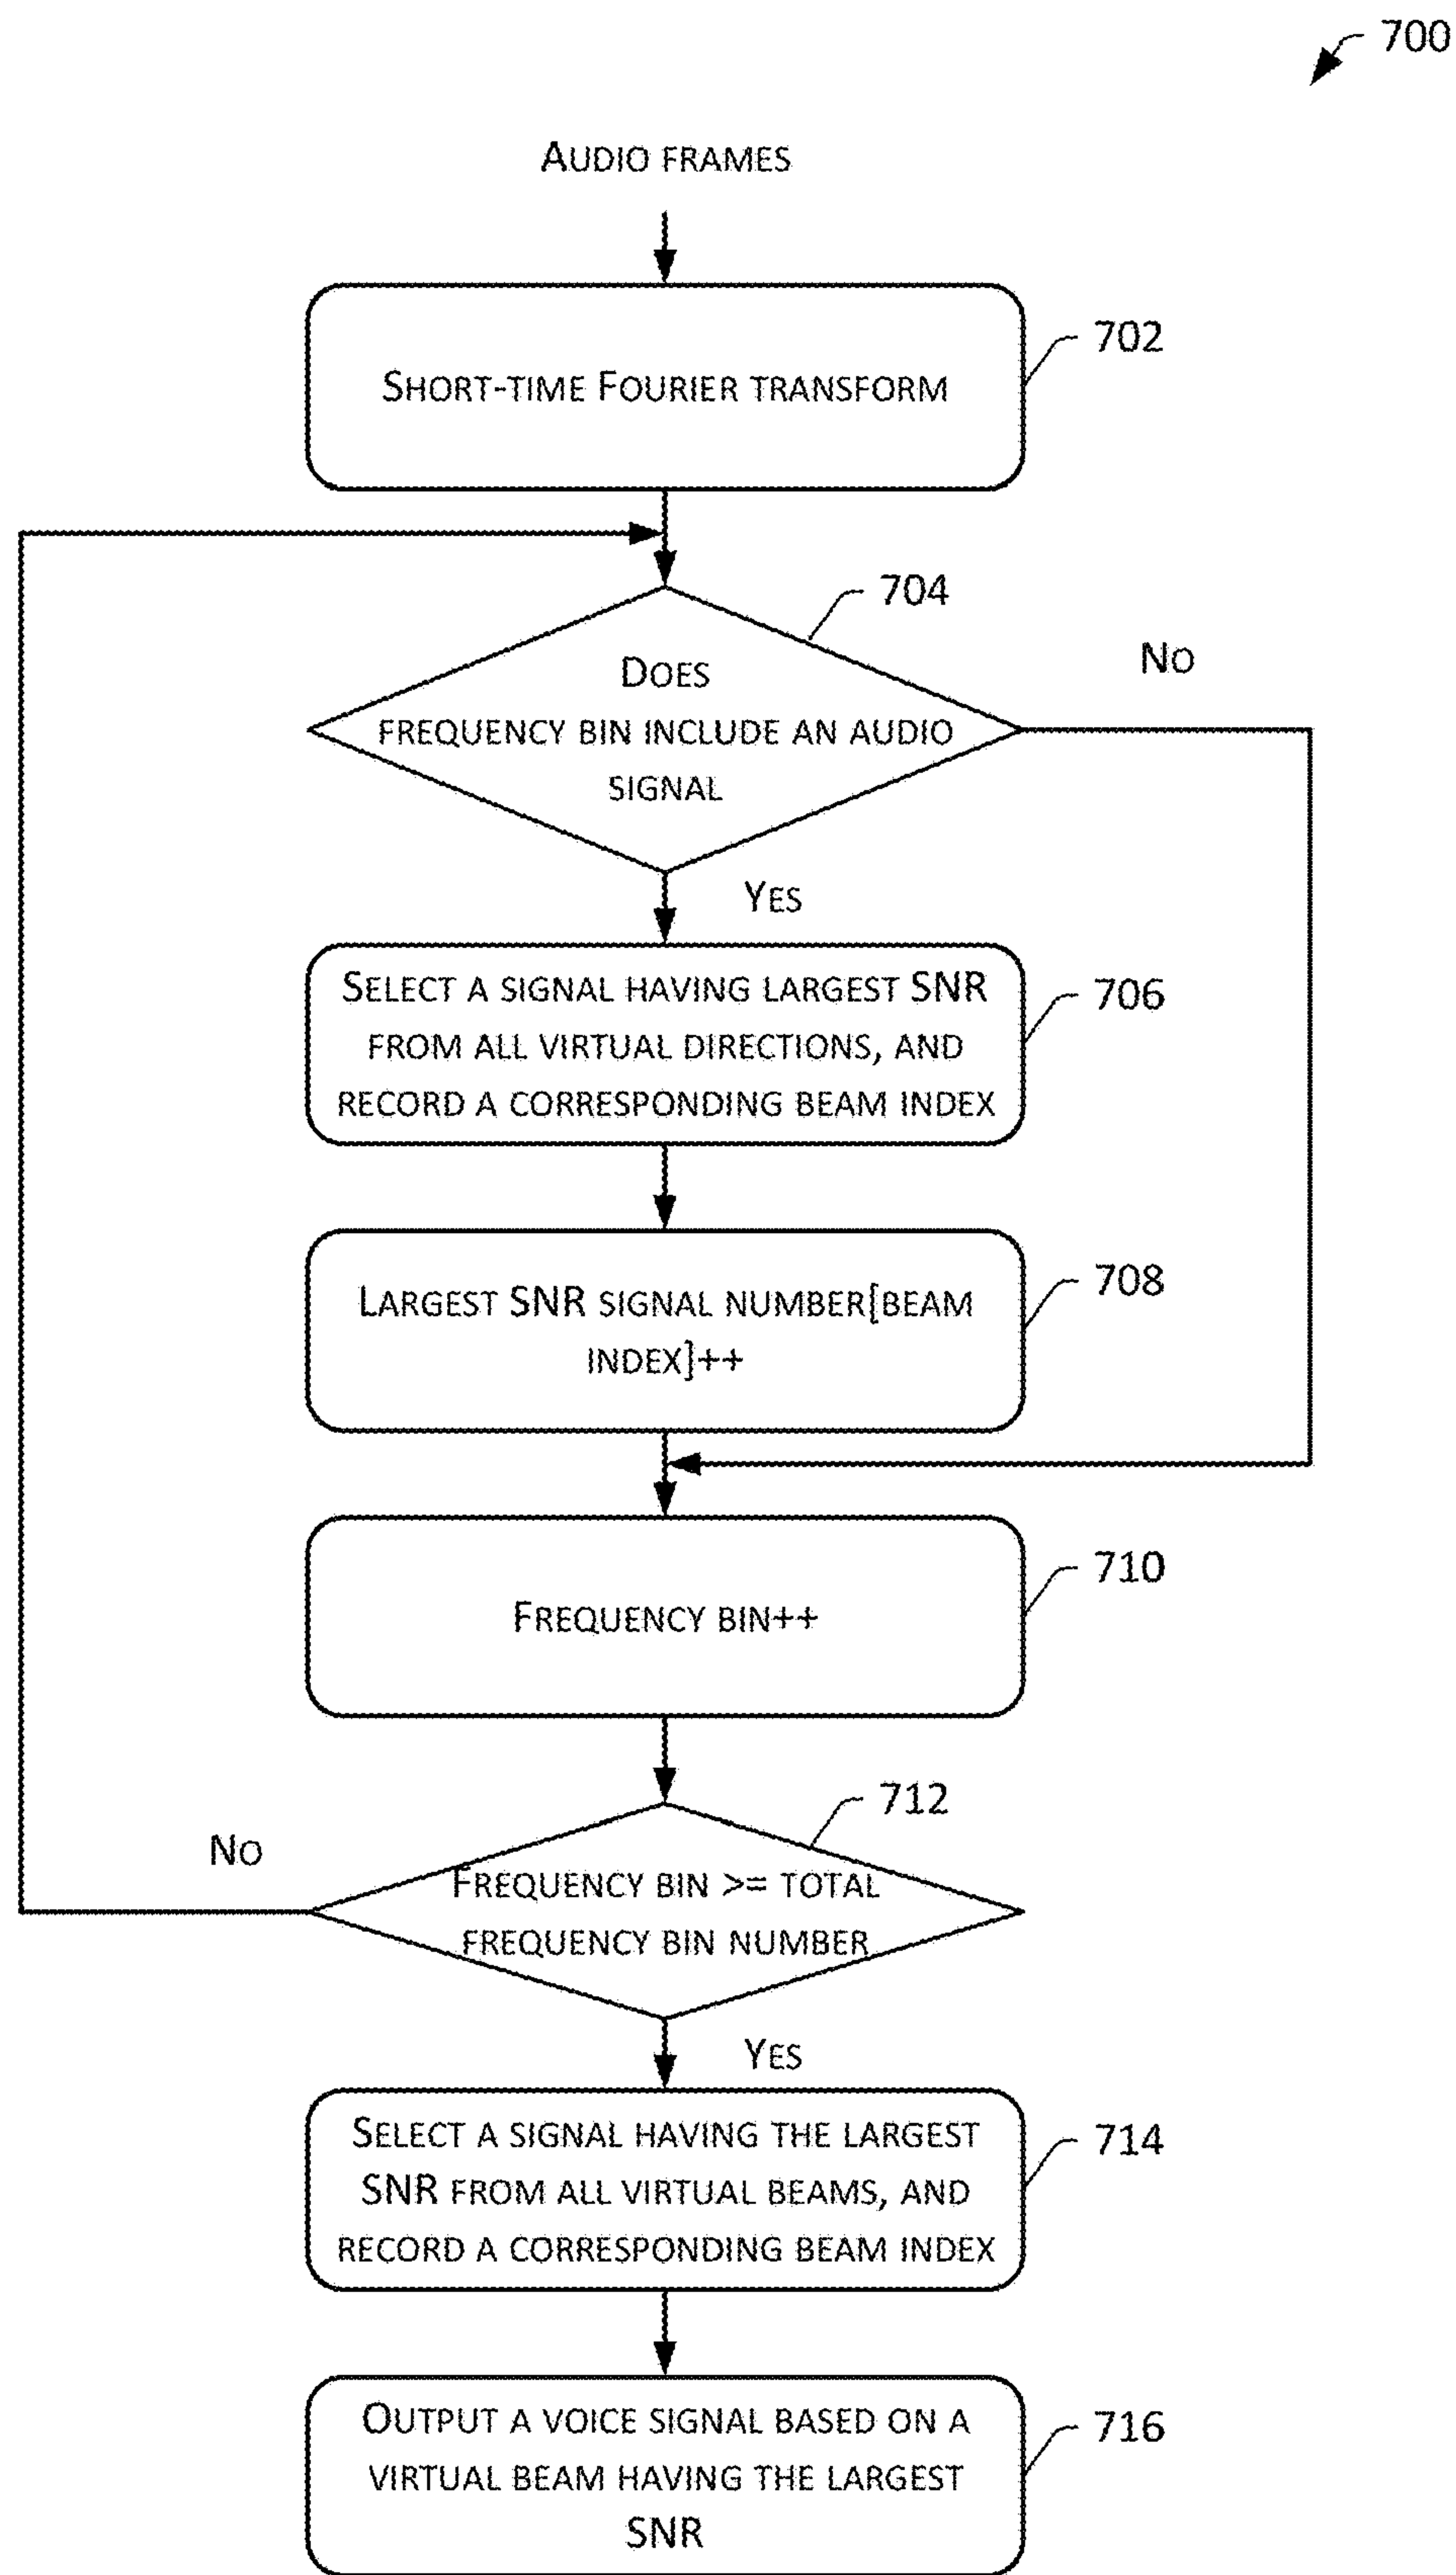 700
AUDIO FRAMES
SHORT-TIME FOURIER TRANSFORM
702
704
DOES
FREQUENCY BIN INCLUDE AN AUDIO
SIGNAL
NO
YES
SELECT A SIGNAL HAVING LARGEST SNR
FROM ALL VIRTUAL DIRECTIONS, AND
RECORD A CORRESPONDING BEAM INDEX
706
LARGEST SNR SIGNAL NUMBER[BEAM
INDEX]++
708
FREQUENCY BIN++
710
712
NO
FREQUENCY BIN >= TOTAL
FREQUENCY BIN NUMBER
YES
SELECT A SIGNAL HAVING THE LARGEST
SNR FROM ALL VIRTUAL BEAMS, AND
RECORD A CORRESPONDING BEAM INDEX
714
OUTPUT A VOICE SIGNAL BASED ON A
VIRTUAL BEAM HAVING THE LARGEST
SNR
716